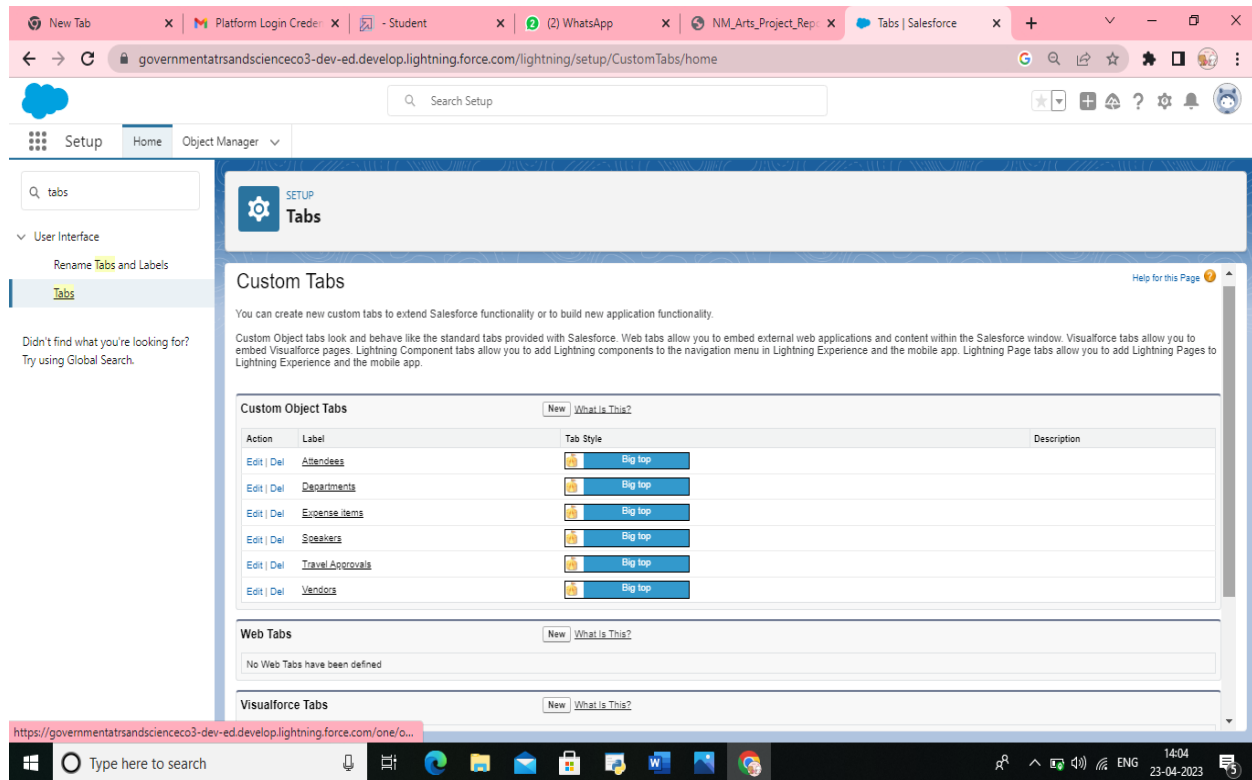 New Tab
Platform Login Creder
- Student
(2) WhatsApp
NM_Arts_Project_Repo
Tabs | Salesforce
governmentatrsandscienceco3-dev-ed.develop.lightning.force.com/lightning/setup/CustomTabs/home
Search Setup
Setup
Home
Object Manager
tabs
User Interface
Rename Tabs and Labels
Tabs
Didn't find what you're looking for?
Try using Global Search.
SETUP
Tabs
Custom Tabs
Help for this Page
You can create new custom tabs to extend Salesforce functionality or to build new application functionality.
Custom Object tabs look and behave like the standard tabs provided with Salesforce. Web tabs allow you to embed external web applications and content within the Salesforce window. Visualforce tabs allow you to
embed Visualforce pages. Lightning Component tabs allow you to add Lightning components to the navigation menu in Lightning Experience and the mobile app. Lightning Page tabs allow you to add Lightning Pages to
Lightning Experience and the mobile app.
Custom Object Tabs New What Is This?
Action Label Tab Style Description
Edit | Del Attendees Big top
Edit | Del Departments Big top
Edit | Del Expense items Big top
Edit | Del Speakers Big top
Edit | Del Travel Approvals Big top
Edit | Del Vendors Big top
Web Tabs New What Is This?
No Web Tabs have been defined
Visualforce Tabs New What Is This?
https://governmentatrsandscienceco3-dev-ed.develop.lightning.force.com/one/o...
Type here to search
ENG
14:04
23-04-2023
5